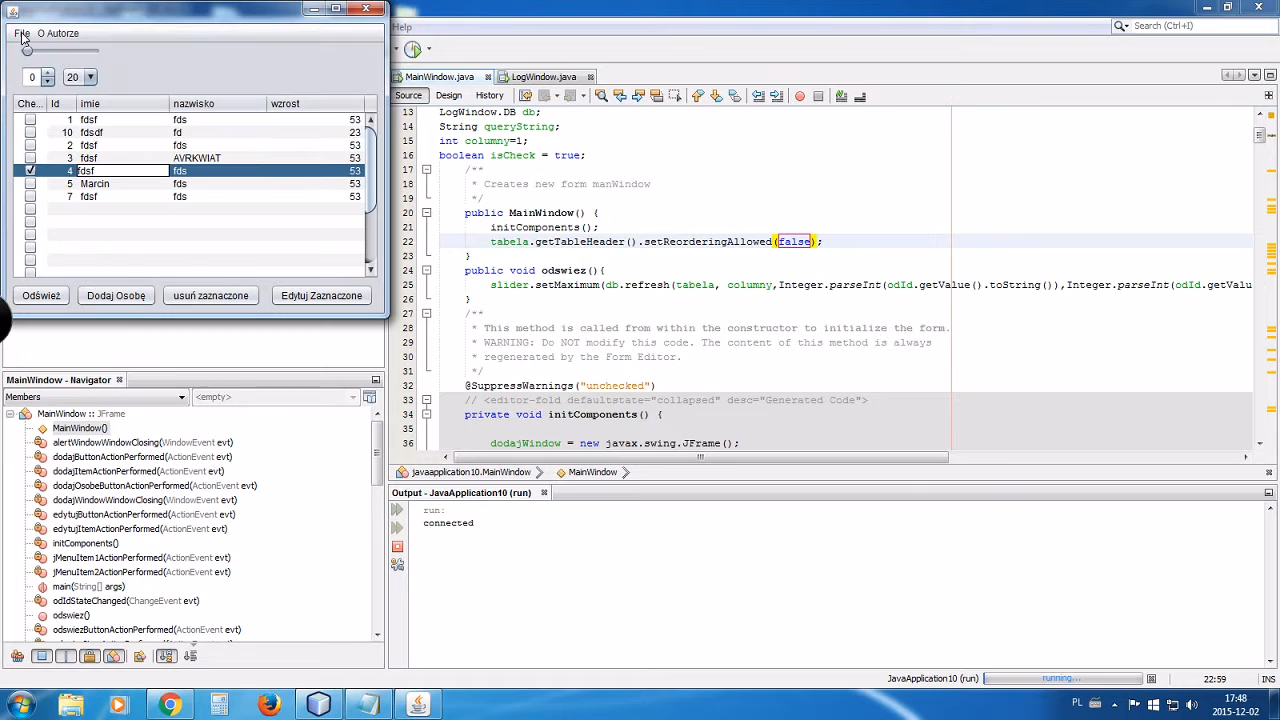 File O Autorze
0 20
Che... Id imie nazwisko wzrost
1 fdsf fds 53
10 fdsdf fd 23
2 fdsf fds 53
3 fdsf AVRKWIAT 53
4 fdsf fds 53
5 Marcin fds 53
7 fdsf fds 53
Odśwież Dodaj Osobę usuń zaznaczone Edytuj Zaznaczone
Help
Search (Ctrl+I)
MainWindow.java LogWindow.java
Source Design History
13 LogWindow.DB db;
14 String queryString;
15 int columny=1;
16 boolean isCheck = true;
17 /**
18 * Creates new form manWindow
19 */
20 public MainWindow() {
21 initComponents();
22 tabela.getTableHeader().setReorderingAllowed(false);
23 }
24 public void odswiez(){
25 slider.setMaximum(db.refresh(tabela, columny,Integer.parseInt(odId.getValue().toString()),Integer.parseInt(odId.getValu
26 }
27 /**
28 * This method is called from within the constructor to initialize the form.
29 * WARNING: Do NOT modify this code. The content of this method is always
30 * regenerated by the Form Editor.
31 */
32 @SuppressWarnings("unchecked")
33 // <editor-fold defaultstate="collapsed" desc="Generated Code">
34 private void initComponents() {
35
36 dodajWindow = new javax.swing.JFrame();
javaapplication10.MainWindow MainWindow
MainWindow - Navigator
Members <empty>
MainWindow :: JFrame
MainWindow()
alertWindowWindowClosing(WindowEvent evt)
dodajButtonActionPerformed(ActionEvent evt)
dodajItemActionPerformed(ActionEvent evt)
dodajOsobeButtonActionPerformed(ActionEvent evt)
dodajWindowWindowClosing(WindowEvent evt)
edytujButtonActionPerformed(ActionEvent evt)
edytujItemActionPerformed(ActionEvent evt)
initComponents()
jMenuItem1ActionPerformed(ActionEvent evt)
jMenuItem2ActionPerformed(ActionEvent evt)
main(String[] args)
odIdStateChanged(ChangeEvent evt)
odswiez()
odswiezButtonActionPerformed(ActionEvent evt)
Output - JavaApplication10 (run)
run:
connected
JavaApplication10 (run) running... 22:59 INS
PL 17:48
2015-12-02